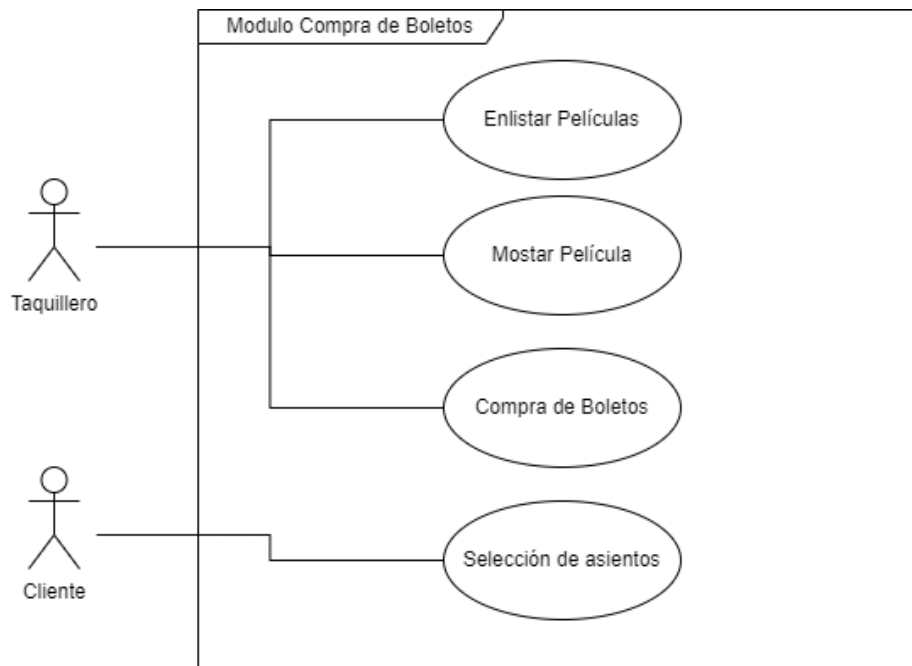 Modulo Compra de Boletos
Enlistar Películas
Mostar Película
Taquillero
Compra de Boletos
Selección de asientos
Cliente